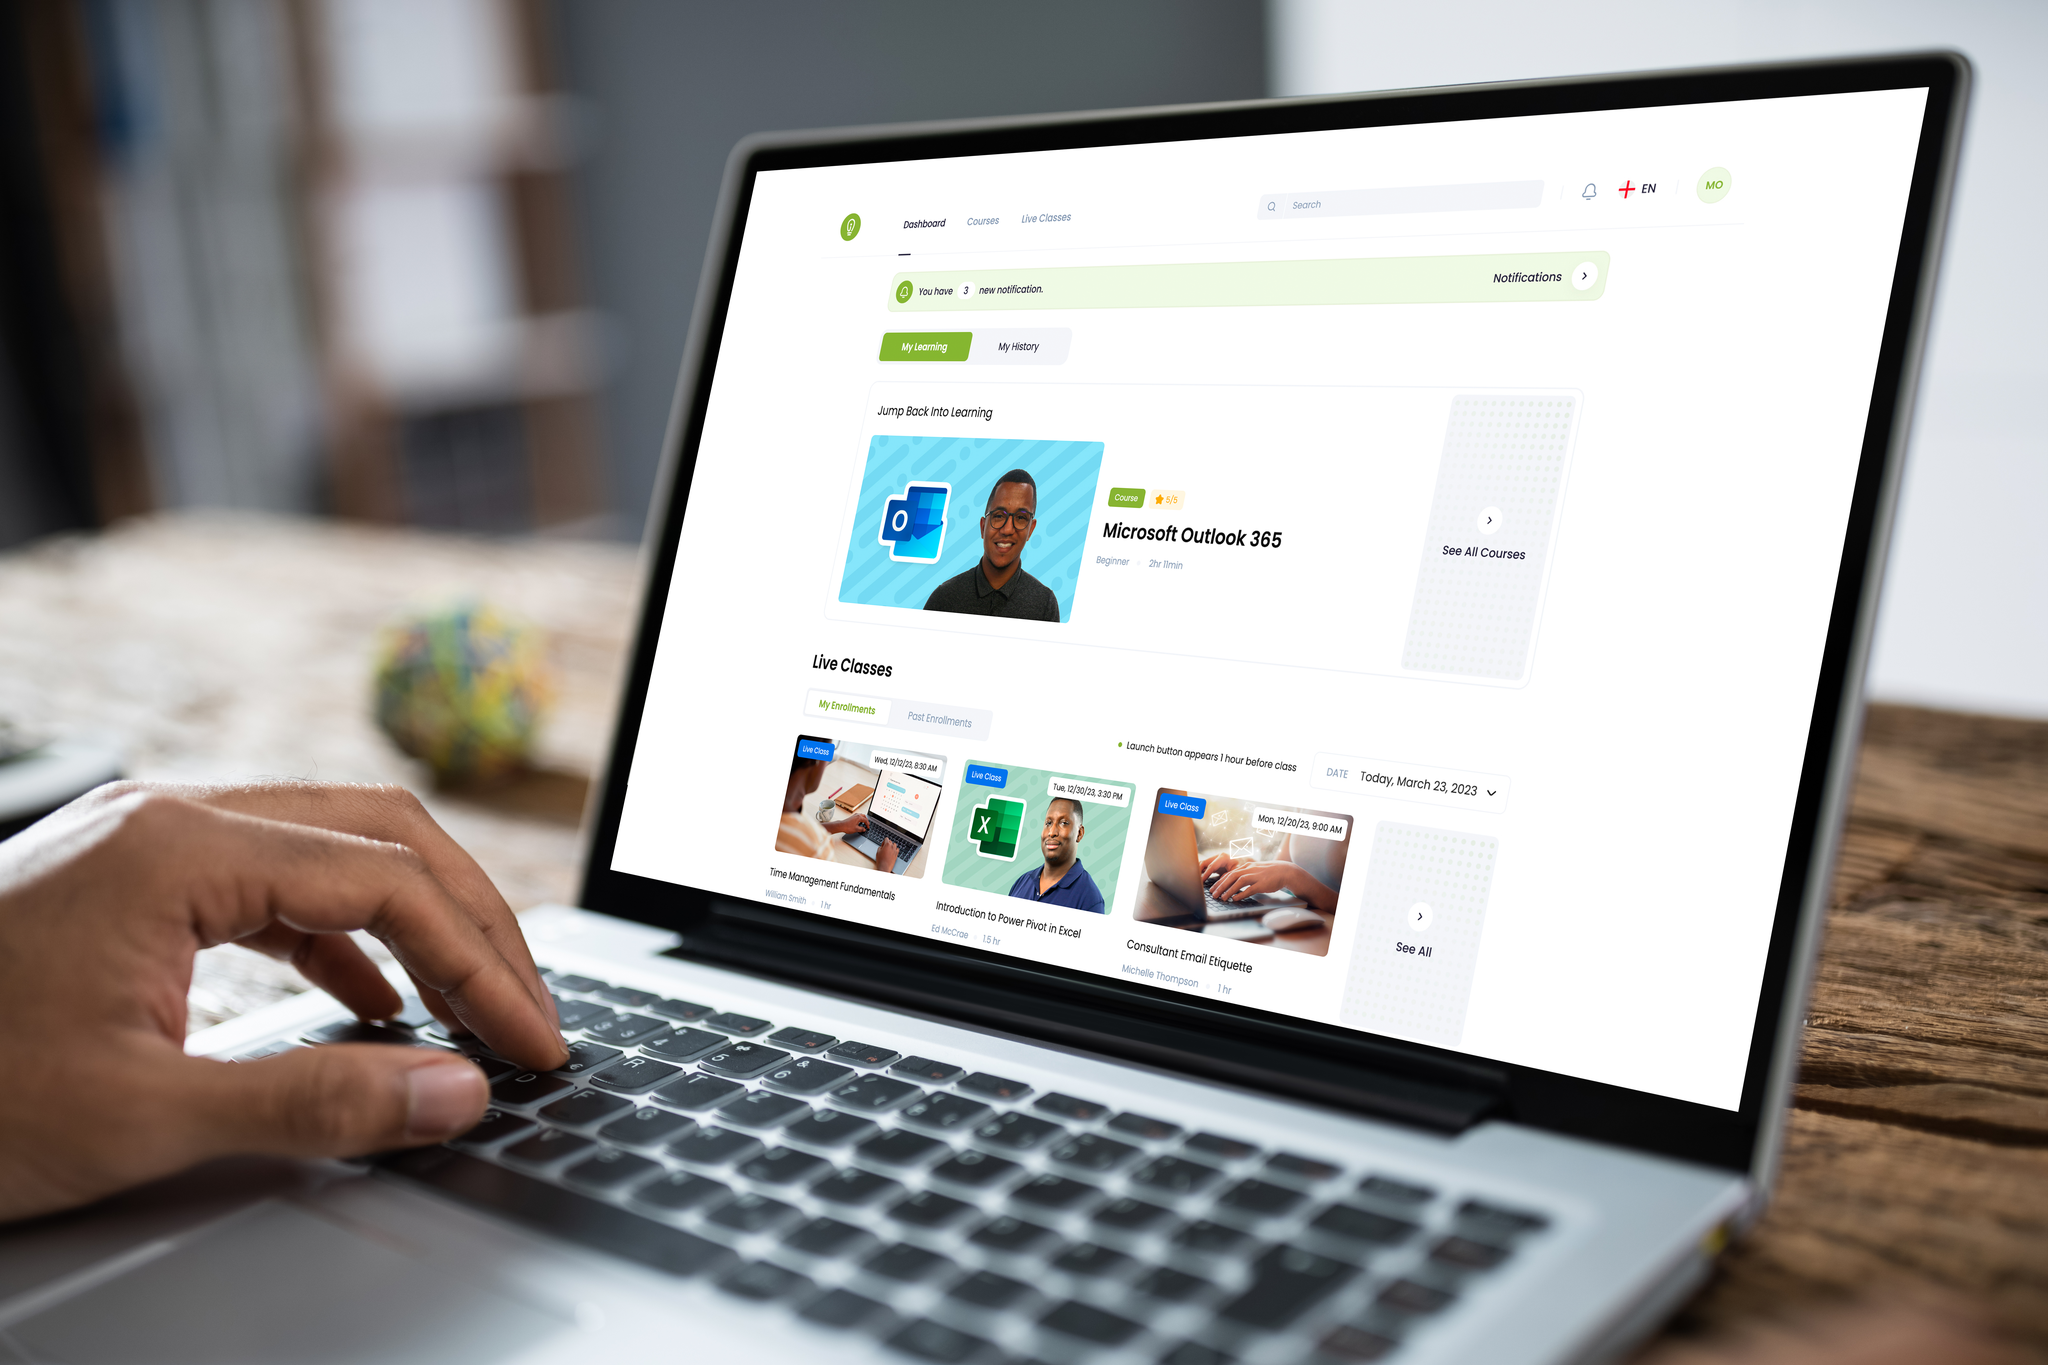 Dashboard
Courses
Live Classes
Search
EN
MO
You have 3 new notification.
Notifications
My Learning
My History
Jump Back Into Learning
O
Course
5/5
Microsoft Outlook 365
Beginner
2hr 11min
See All Courses
Live Classes
My Enrollments
Past Enrollments
Launch button appears 1 hour before class
DATE
Today, March 23, 2023
Live Class
Wed, 12/12/23, 8:30 AM
Time Management Fundamentals
William Smith
1 hr
Live Class
Tue, 12/30/23, 3:30 PM
X
Introduction to Power Pivot in Excel
Ed McCrae
1.5 hr
Live Class
Mon, 12/20/23, 9:00 AM
Consultant Email Etiquette
Michelle Thompson
1 hr
See All
R
T
D
F
G